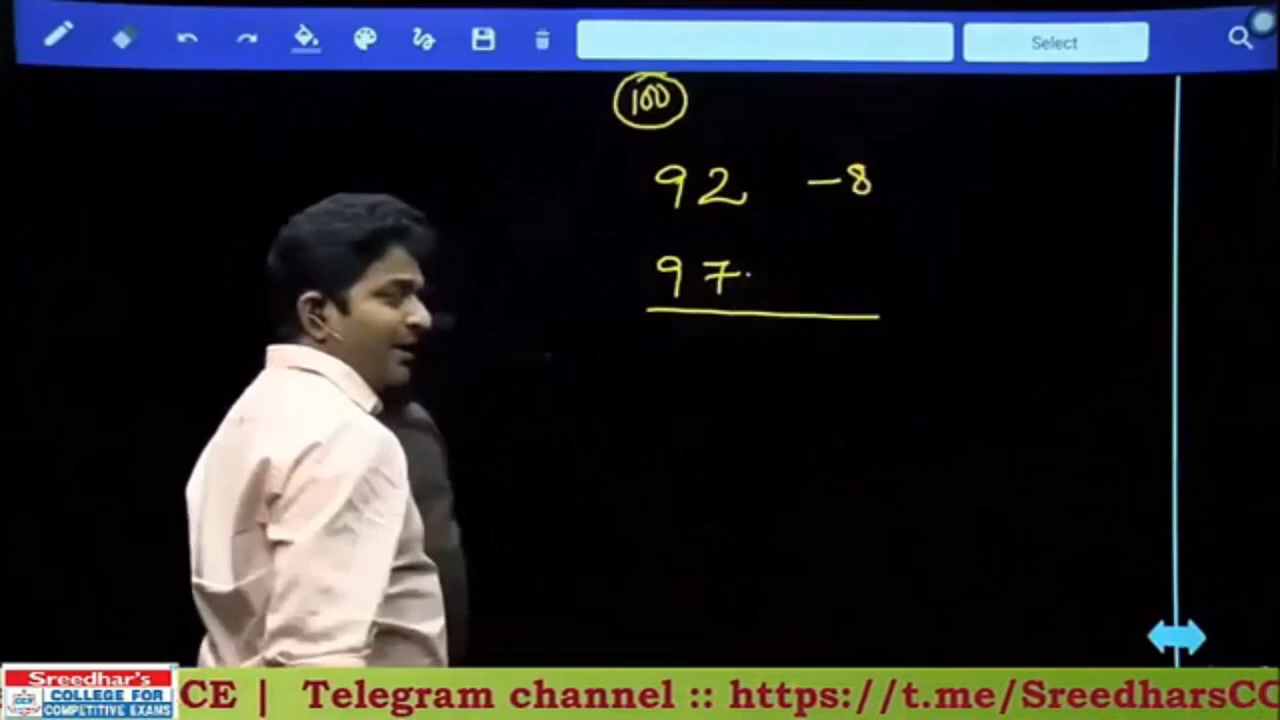 Select
100
92 -8
97
Sreedhar's
COLLEGE FOR
COMPETITIVE EXAMS
CE | Telegram channel :: https://t.me/SreedharsCC